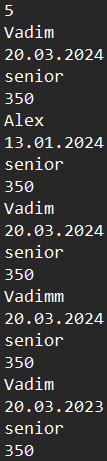 5
Vadim
20.03.2024
senior
350
Alex
13.01.2024
senior
350
Vadim
20.03.2024
senior
350
Vadimm
20.03.2024
senior
350
Vadim
20.03.2023
senior
350